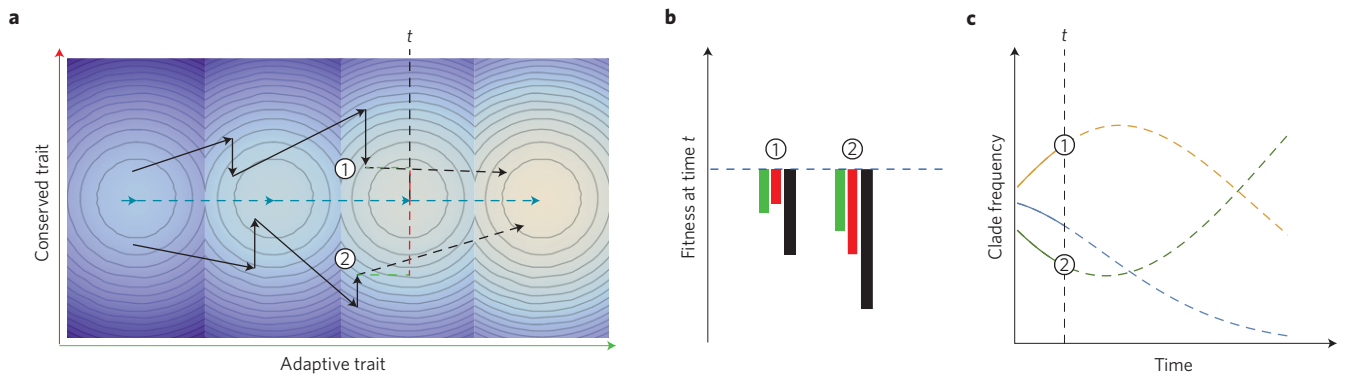 a
t
Conserved trait
1
2
Adaptive trait
b
Fitness at time t
1
2
c
t
Clade frequency
1
2
Time